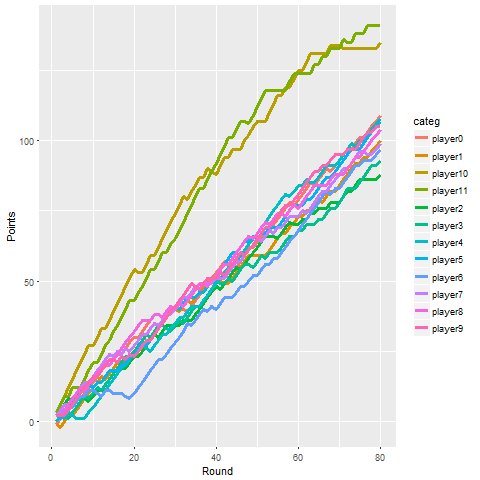 100
50
0
Points
0
20
40
60
80
Round
categ
player0
player1
player10
player11
player2
player3
player4
player5
player6
player7
player8
player9